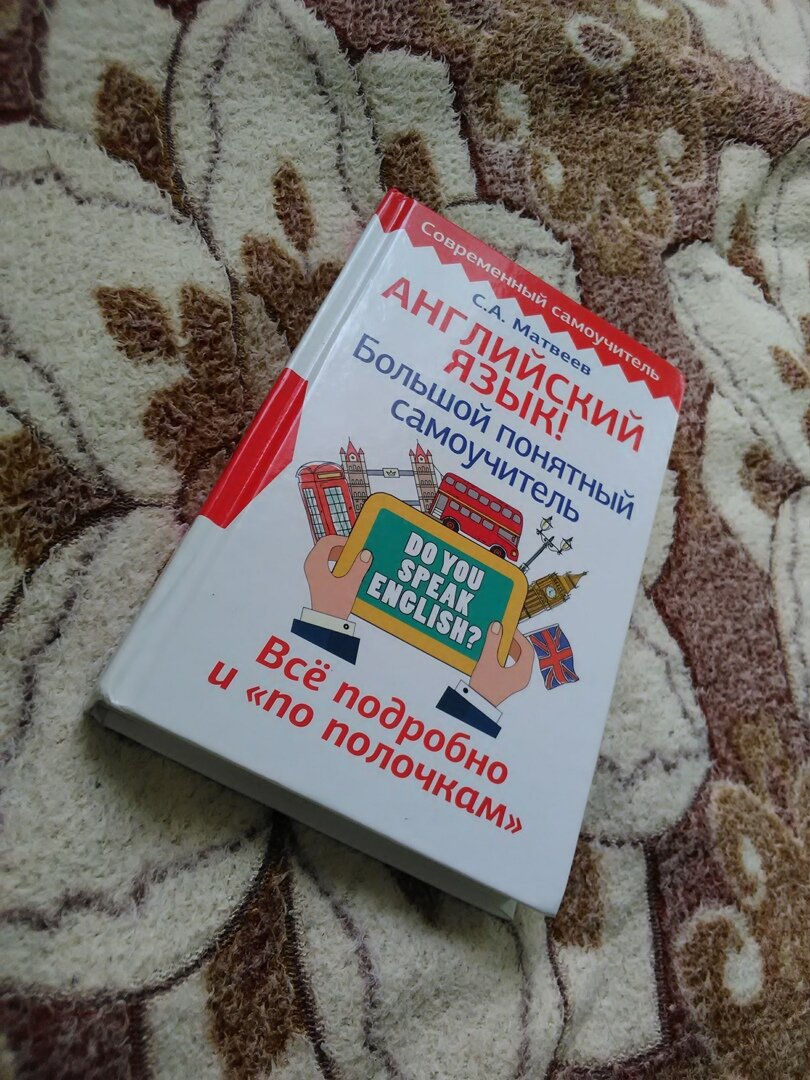 Современный самоучитель
С.А. Матвеев
АНГЛИЙСКИЙ
ЯЗЫК!
Большой понятный
самоучитель
DO YOU
SPEAK
ENGLISH?
Всё подробно
и «по полочкам»